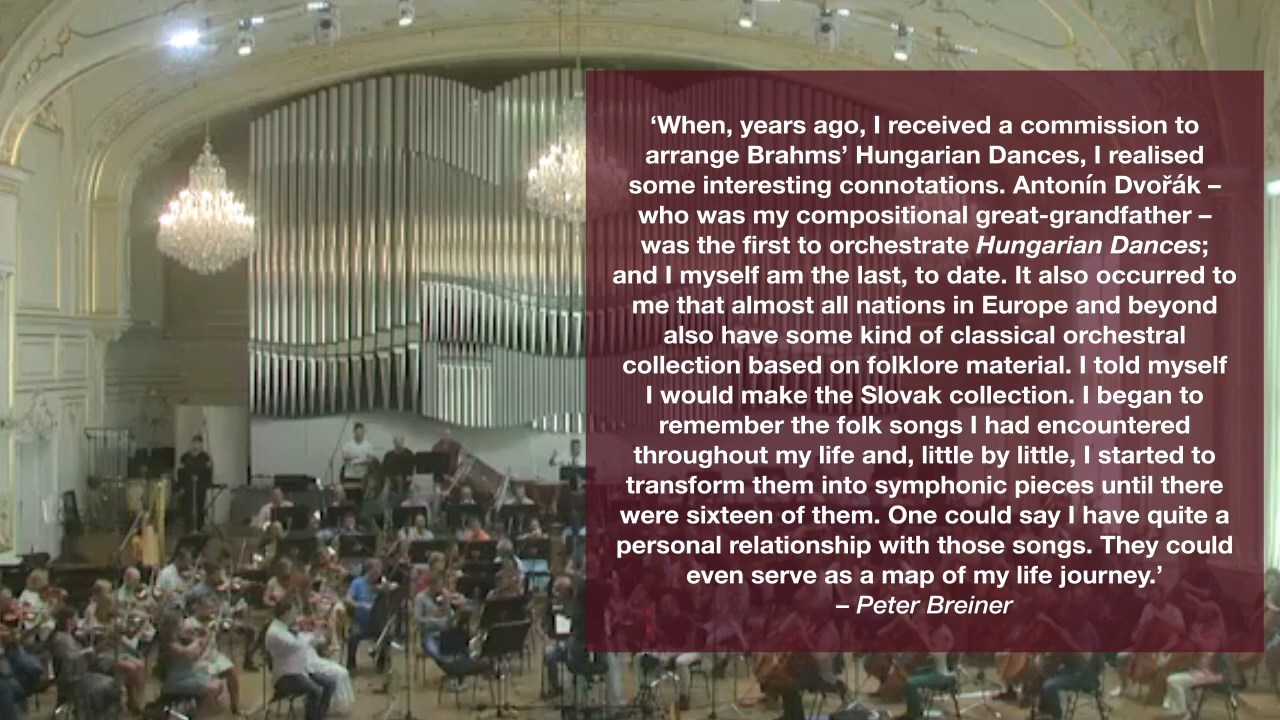 ‘When, years ago, I received a commission to
arrange Brahms’ Hungarian Dances, I realised
some interesting connotations. Antonín Dvořák –
who was my compositional great-grandfather –
was the first to orchestrate Hungarian Dances;
and I myself am the last, to date. It also occurred to
me that almost all nations in Europe and beyond
also have some kind of classical orchestral
collection based on folklore material. I told myself
I would make the Slovak collection. I began to
remember the folk songs I had encountered
throughout my life and, little by little, I started to
transform them into symphonic pieces until there
were sixteen of them. One could say I have quite a
personal relationship with those songs. They could
even serve as a map of my life journey.’
– Peter Breiner